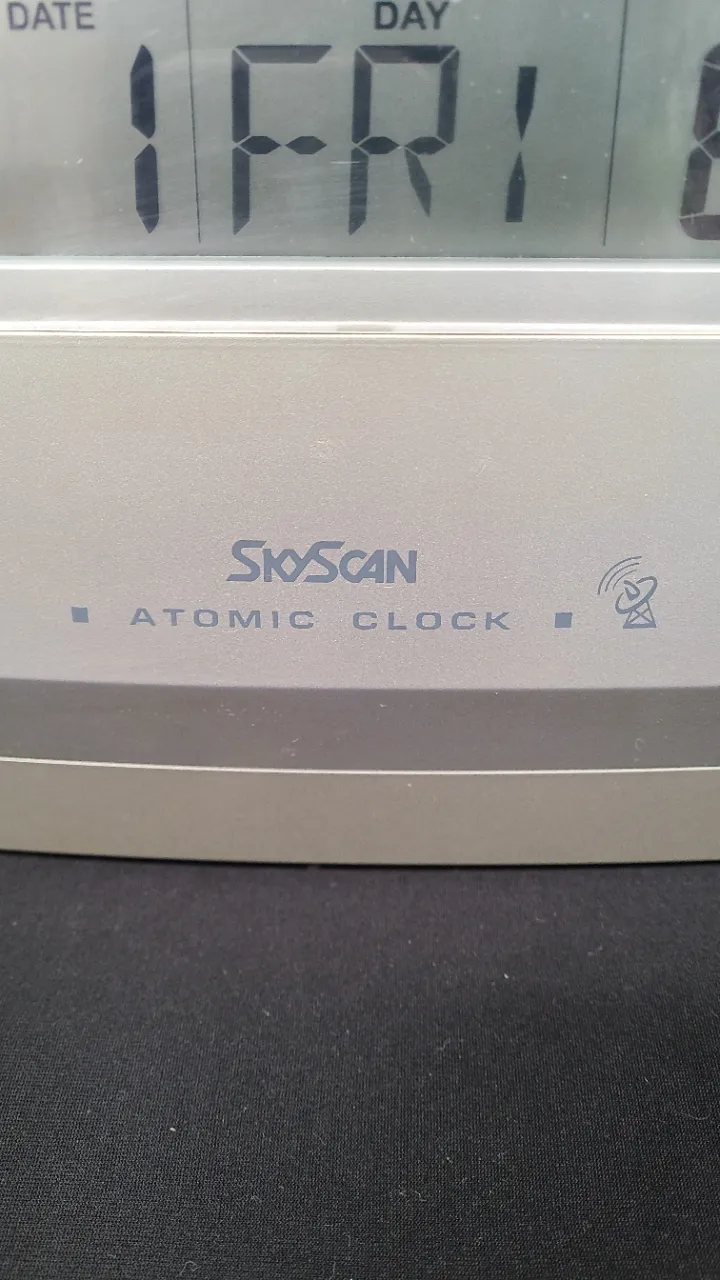 DATE DAY
1 FRI
SKYSCAN
ATOMIC CLOCK